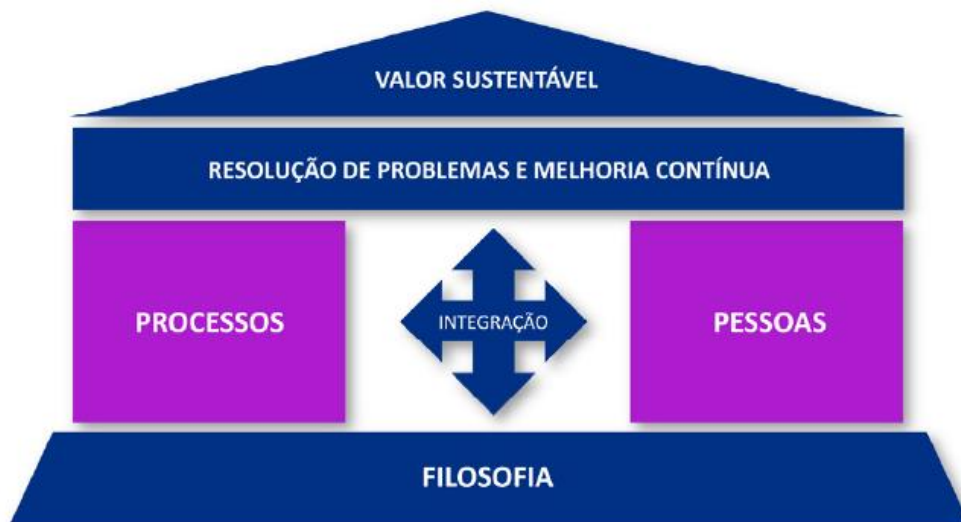 VALOR SUSTENTÁVEL
RESOLUÇÃO DE PROBLEMAS E MELHORIA CONTÍNUA
PROCESSOS
INTEGRAÇÃO
PESSOAS
FILOSOFIA